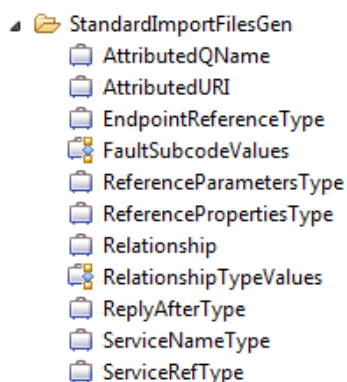 StandardImportFilesGen
AttributedQName
AttributedURI
EndpointReferenceType
FaultSubcodeValues
ReferenceParametersType
ReferencePropertiesType
Relationship
RelationshipTypeValues
ReplyAfterType
ServiceNameType
ServiceRefType